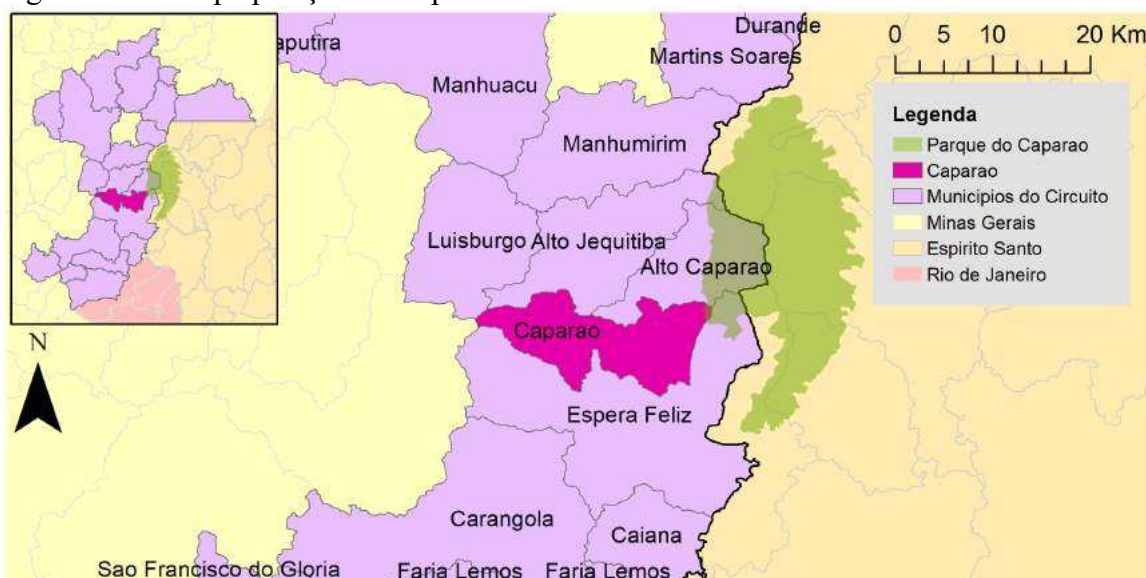 Durande
aputira
Martins Soares
Manhuacu
Manhumirim
Luisburgo
Alto Jequitiba
Alto Caparao
Caparao
Espera Feliz
Carangola
Caiana
Sao Francisco do Gloria
Faria Lemos
Faria Lemos
N
0 5 10 20 Km
Legenda
Parque do Caparao
Caparao
Municipios do Circuito
Minas Gerais
Espirito Santo
Rio de Janeiro